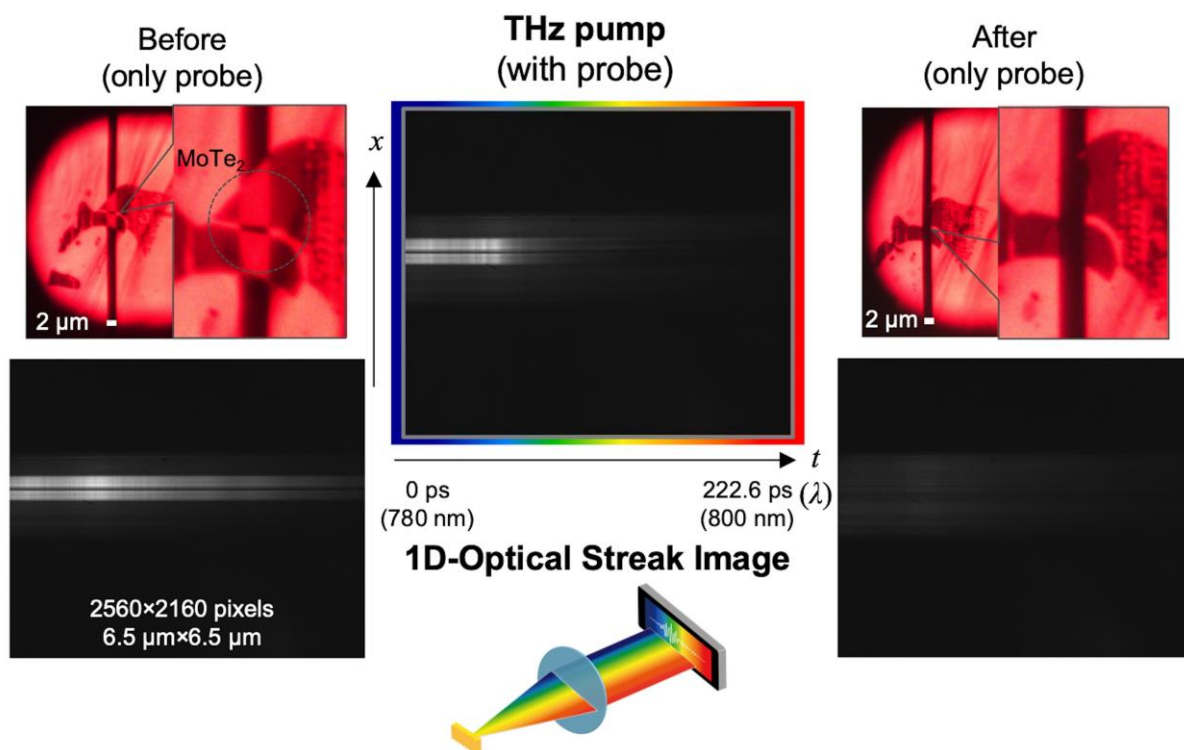 Before
(only probe)
THz pump
(with probe)
After
(only probe)
MoTe₂
2 μm
x
2 μm
t
(λ)
0 ps
(780 nm)
222.6 ps
(800 nm)
1D-Optical Streak Image
2560×2160 pixels
6.5 μm×6.5 μm